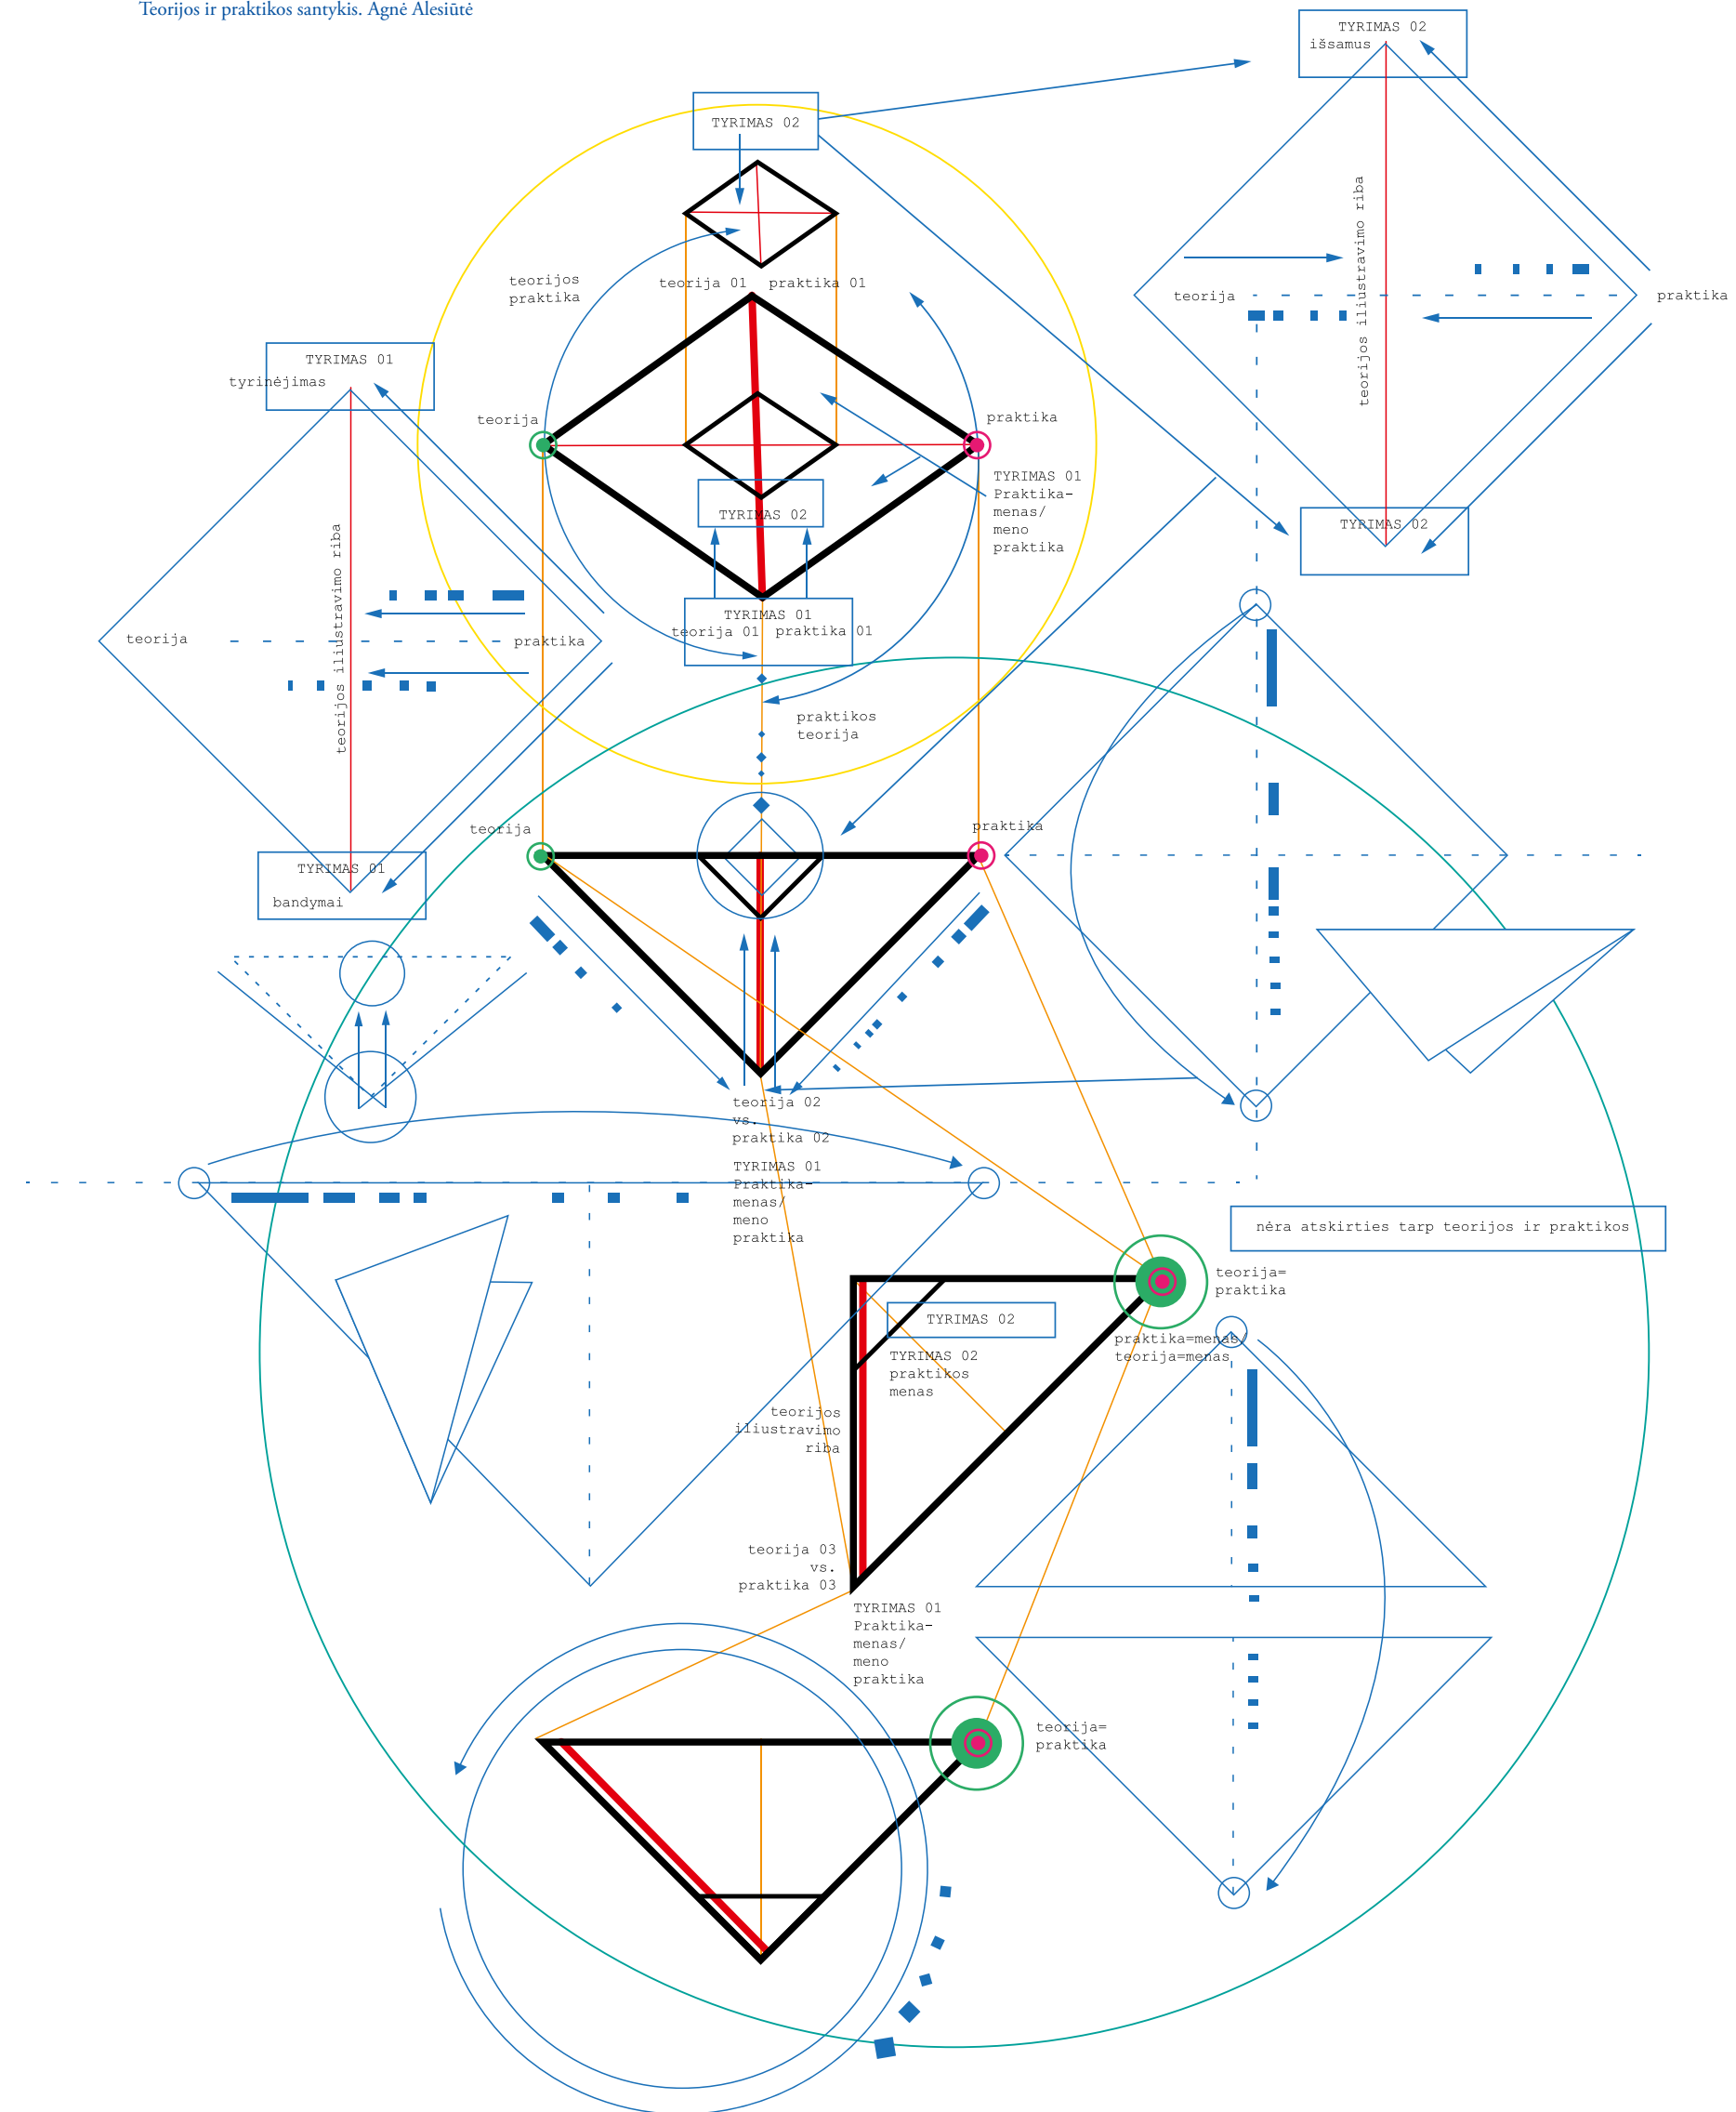 Teorijos ir praktikos santykis. Agnė Alesiūtė
TYRIMAS 02
išsamus
TYRIMAS 02
teorijos iliustravimo riba
teorijos
praktika
teorija 01
praktika 01
teorija
praktika
TYRIMAS 01
tyrinėjimas
teorija
praktika
TYRIMAS 01
Praktika-
menas/
meno
praktika
TYRIMAS 02
TYRIMAS 02
teorijos iliustravimo riba
TYRIMAS 01
teorija 01
praktika 01
teorija
praktika
praktikos
teorija
teorija
praktika
TYRIMAS 01
bandymai
teorija 02
vs.
praktika 02
TYRIMAS 01
Praktika-
menas/
meno
praktika
nėra atskirties tarp teorijos ir praktikos
teorija=
praktika
TYRIMAS 02
praktika=menas/
teorija=menas
TYRIMAS 02
praktikos
menas
teorijos
iliustravimo
riba
teorija 03
vs.
praktika 03
TYRIMAS 01
Praktika-
menas/
meno
praktika
teorija=
praktika